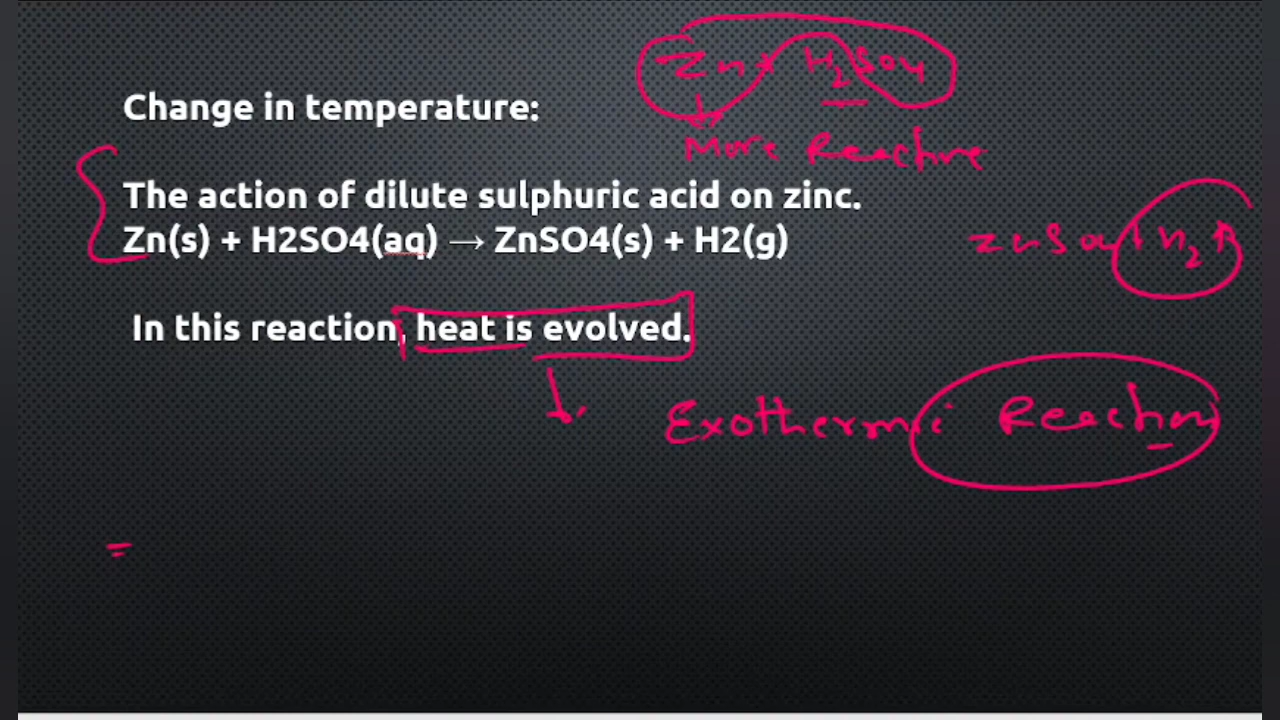 Zn + H2SO4
Change in temperature:
More Reactive
The action of dilute sulphuric acid on zinc.
Zn(s) + H2SO4(aq) → ZnSO4(s) + H2(g)
ZnSO4 + H2 ↑
In this reaction, heat is evolved.
Exothermic Reaction
=